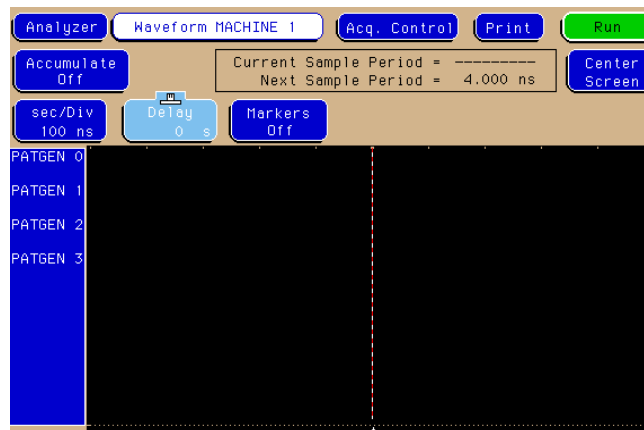 Analyzer Waveform MACHINE 1 Acq. Control Print Run
Accumulate
Off
Current Sample Period = ---------
Next Sample Period = 4.000 ns
Center
Screen
sec/Div
100 ns
Delay
0 s
Markers
Off
PATGEN 0
PATGEN 1
PATGEN 2
PATGEN 3